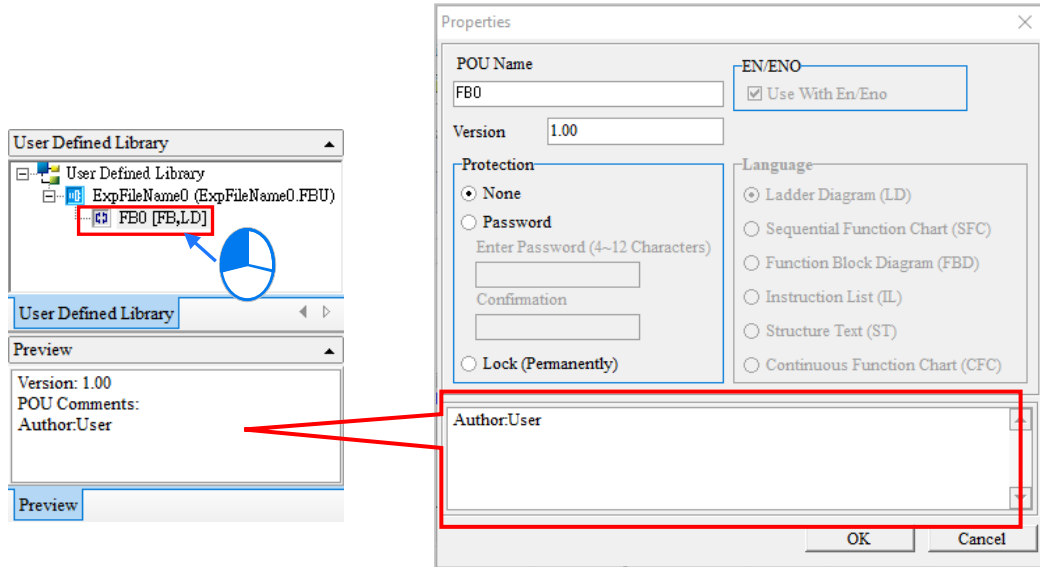 User Defined Library
User Defined Library
ExpFileName0 (ExpFileName0.FBU)
FB0 [FB,LD]
User Defined Library
Preview
Version: 1.00
POU Comments:
Author:User
Preview
Properties
POU Name
FB0
EN/ENO
Use With En/Eno
Version
1.00
Protection
None
Password
Enter Password (4~12 Characters)
Confirmation
Lock (Permanently)
Language
Ladder Diagram (LD)
Sequential Function Chart (SFC)
Function Block Diagram (FBD)
Instruction List (IL)
Structure Text (ST)
Continuous Function Chart (CFC)
Author:User
OK
Cancel